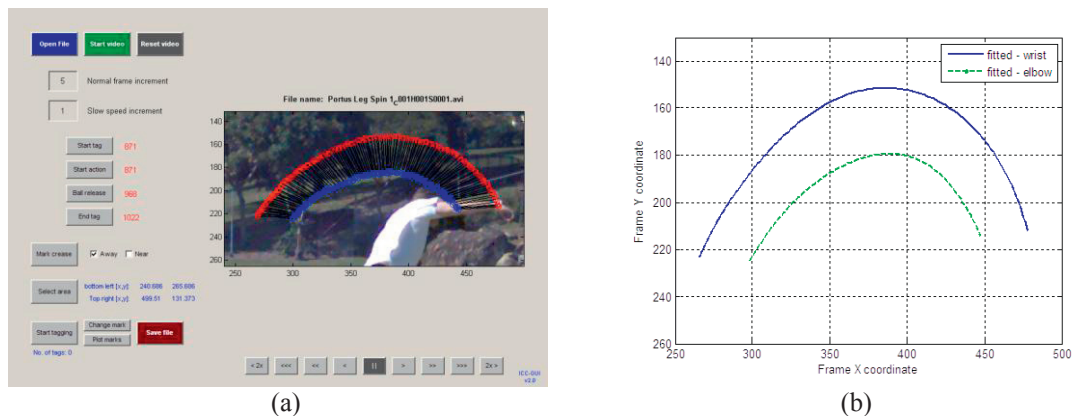 Open File Start video Reset video
5 Normal frame increment
1 Slow speed increment
Start tag 871
Start action 871
Ball release 968
End tag 1022
Mark crease Away Near
Select area bottom left [x,y]: 240.686 265.686
Top right [x,y]: 499.51 131.373
Start tagging Change mark Save file
Plot marks
No. of tags: 0
File name: Portus Leg Spin 1c001H001S0001.avi
140
160
180
200
220
240
260
250 300 350 400 450
< 2x <<< << < || > >> >>> 2x >
ICC-GUI
v2.0
(a)
fitted - wrist
fitted - elbow
Frame Y coordinate
140
160
180
200
220
240
260
250 300 350 400 450 500
Frame X coordinate
(b)